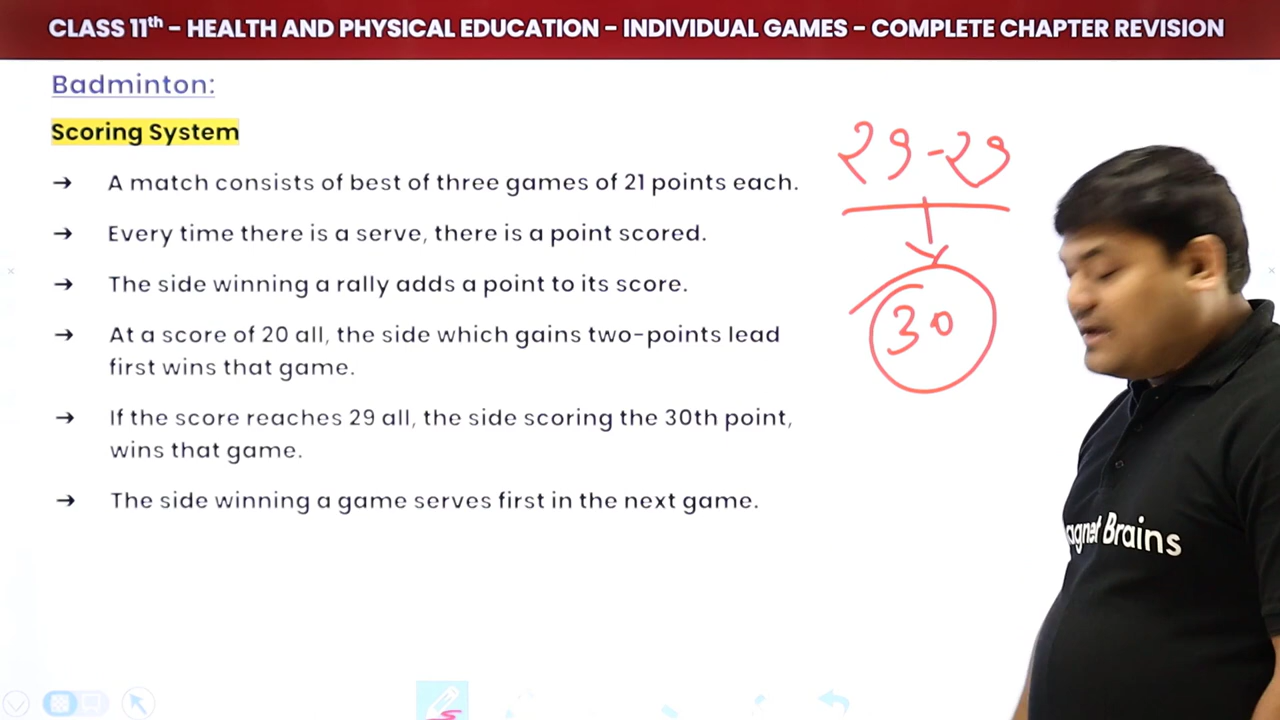 CLASS 11th - HEALTH AND PHYSICAL EDUCATION - INDIVIDUAL GAMES - COMPLETE CHAPTER REVISION
Badminton:
Scoring System
→ A match consists of best of three games of 21 points each.
→ Every time there is a serve, there is a point scored.
→ The side winning a rally adds a point to its score.
→ At a score of 20 all, the side which gains two-points lead
first wins that game.
→ If the score reaches 29 all, the side scoring the 30th point,
wins that game.
→ The side winning a game serves first in the next game.
29-29
30
agnet Brains